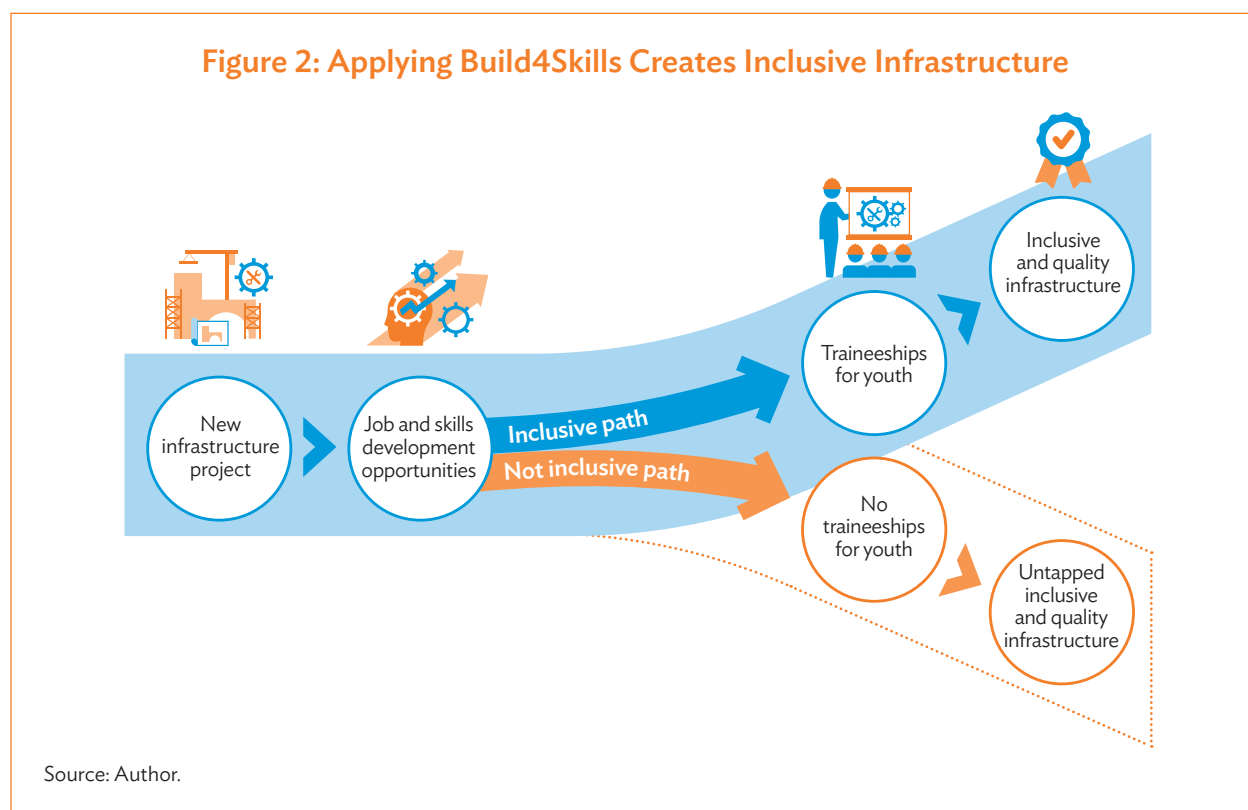 Figure 2: Applying Build4Skills Creates Inclusive Infrastructure
New
infrastructure
project
Job and skills
development
opportunities
Inclusive path
Not inclusive path
Traineeships
for youth
Inclusive
and quality
infrastructure
No
traineeships
for youth
Untapped
inclusive
and quality
infrastructure
Source: Author.